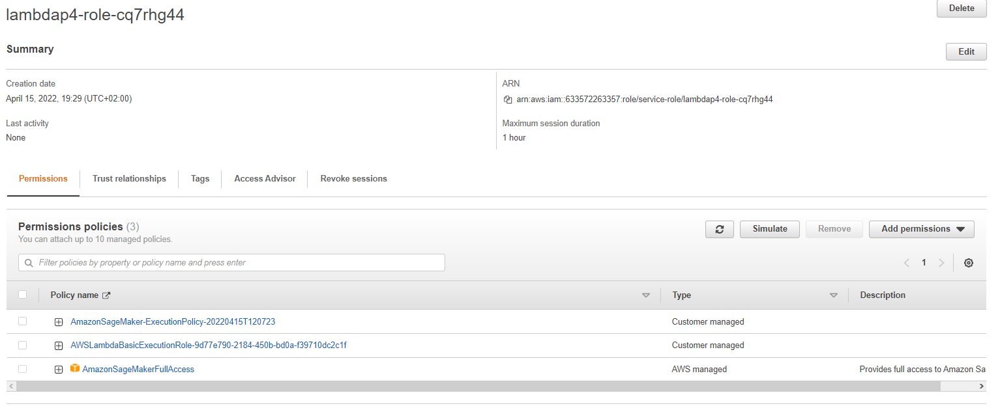 lambdap4-role-cq7rhg44
Delete
Summary
Edit
Creation date
April 15, 2022, 19:29 (UTC+02:00)
ARN
arn:aws:iam::633572263357:role/service-role/lambdap4-role-cq7rhg44
Last activity
None
Maximum session duration
1 hour
Permissions
Trust relationships
Tags
Access Advisor
Revoke sessions
Permissions policies (3)
You can attach up to 10 managed policies.
Simulate
Remove
Add permissions
Filter policies by property or policy name and press enter
1
Policy name
Type
Description
AmazonSageMaker-ExecutionPolicy-20220415T120723
Customer managed
AWSLambdaBasicExecutionRole-9d77e790-2184-450b-bd0a-f39710dc2c1f
Customer managed
AmazonSageMakerFullAccess
AWS managed
Provides full access to Amazon Sa